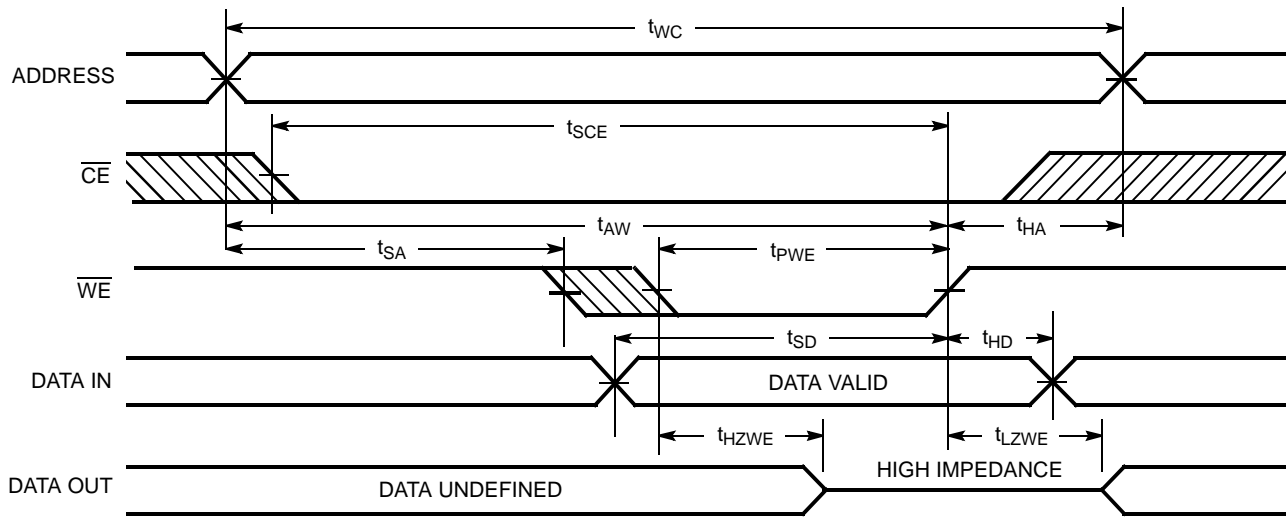 tWC
ADDRESS
tSCE
CE
tAW
tHA
tSA
tPWE
WE
tSD
tHD
DATA IN
DATA VALID
tHZWE
tLZWE
HIGH IMPEDANCE
DATA OUT
DATA UNDEFINED